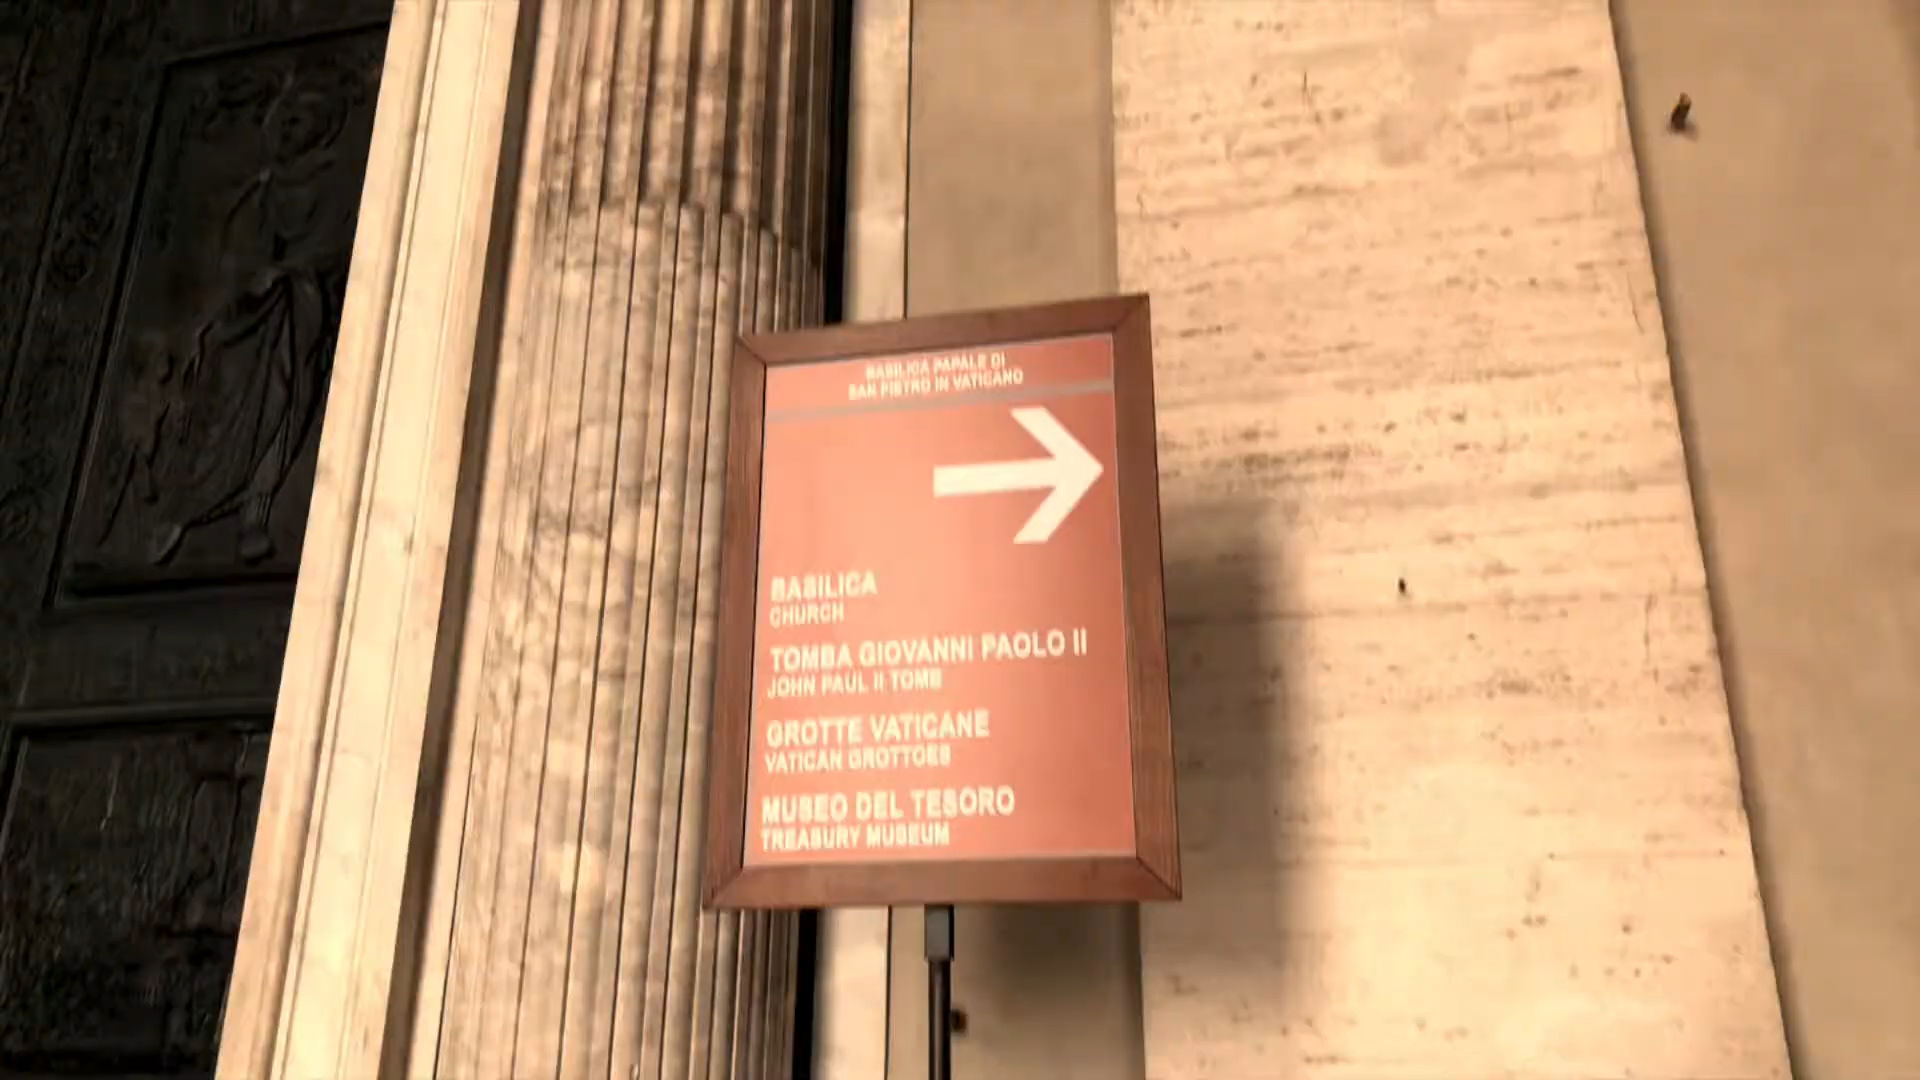 BASILICA PAPALE DI
SAN PIETRO IN VATICANO
BASILICA
CHURCH
TOMBA GIOVANNI PAOLO II
JOHN PAUL II TOMB
GROTTE VATICANE
VATICAN GROTTOES
MUSEO DEL TESORO
TREASURY MUSEUM